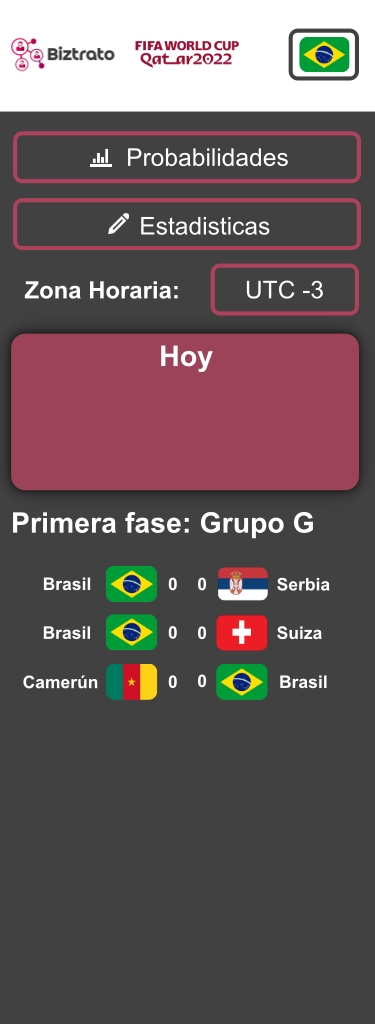 Biztrato
FIFA WORLD CUP
Qatar2022
Probabilidades
Estadisticas
Zona Horaria: UTC -3
Hoy
Primera fase: Grupo G
Brasil 0 0 Serbia
Brasil 0 0 Suiza
Camerún 0 0 Brasil